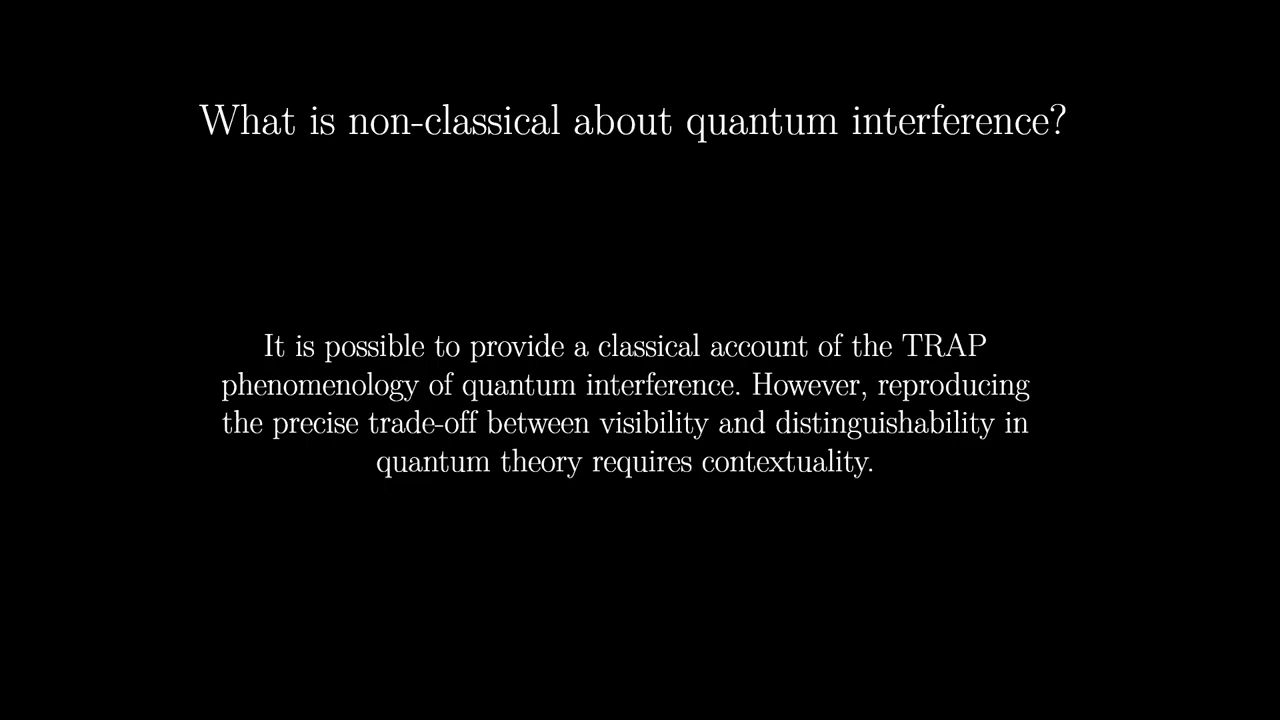 What is non-classical about quantum interference?
It is possible to provide a classical account of the TRAP
phenomenology of quantum interference. However, reproducing
the precise trade-off between visibility and distinguishability in
quantum theory requires contextuality.